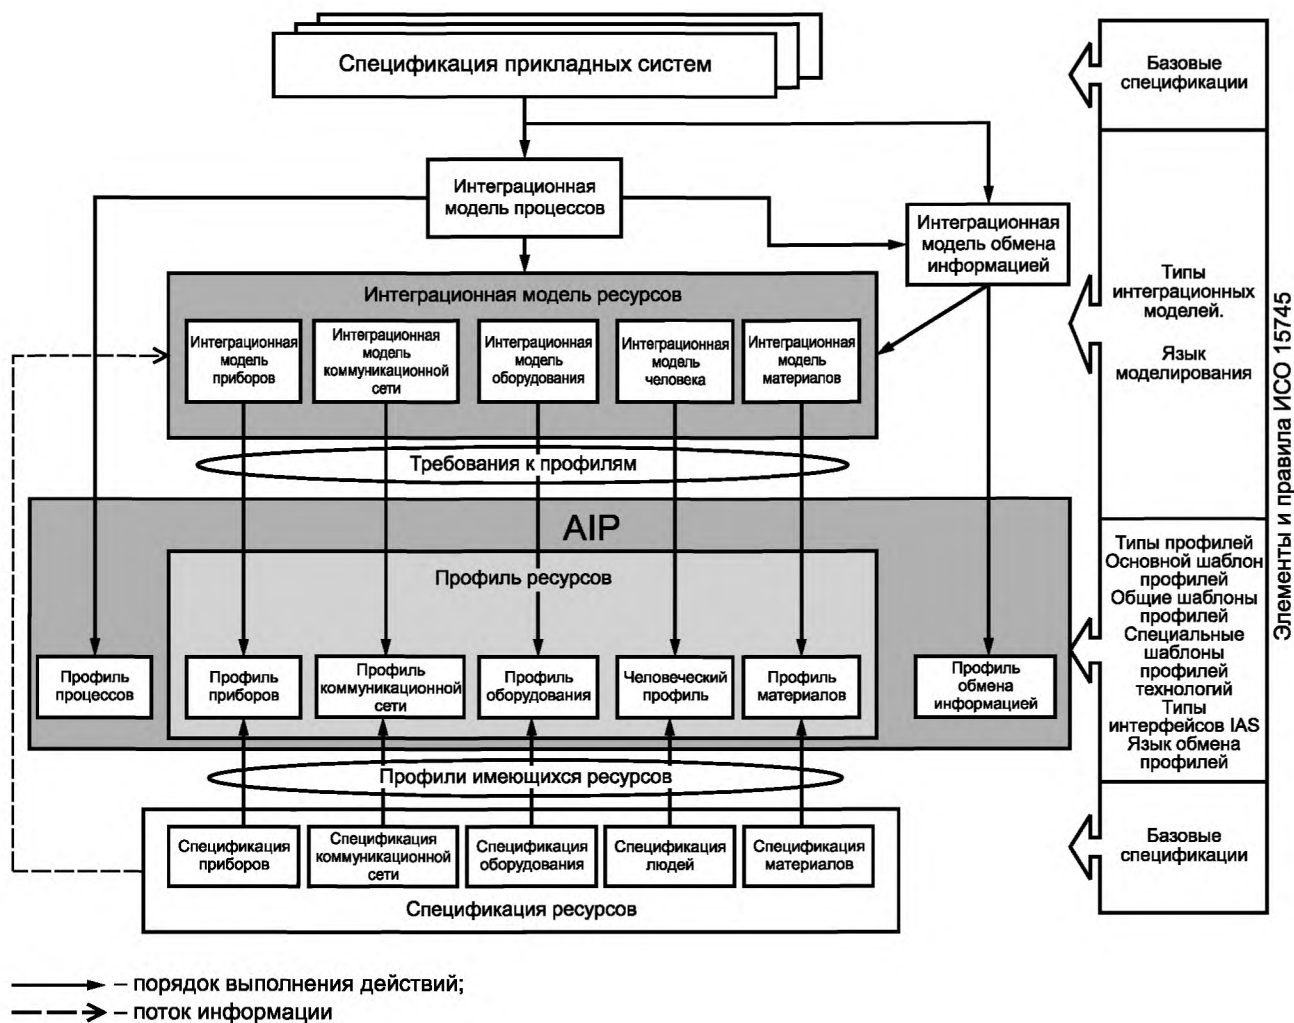 Спецификация прикладных систем
Интеграционная
модель процессов
Интеграционная
модель обмена
информацией
Интеграционная модель ресурсов
Интеграционная
модель
приборов
Интеграционная
модель
коммуникационной
сети
Интеграционная
модель
оборудования
Интеграционная
модель
человека
Интеграционная
модель
материалов
Требования к профилям
AIP
Профиль ресурсов
Профиль
процессов
Профиль
приборов
Профиль
коммуникационной
сети
Профиль
оборудования
Человеческий
профиль
Профиль
материалов
Профиль
обмена
информацией
Профили имеющихся ресурсов
Спецификация
приборов
Спецификация
коммуникационной
сети
Спецификация
оборудования
Спецификация
людей
Спецификация
материалов
Спецификация ресурсов
Базовые
спецификации
Типы
интеграционных
моделей.
Язык
моделирования
Типы профилей
Основной шаблон
профилей
Общие шаблоны
профилей
Специальные
шаблоны
профилей
технологий
Типы
интерфейсов IAS
Язык обмена
профилей
Базовые
спецификации
Элементы и правила ИСО 15745
– порядок выполнения действий;
– поток информации